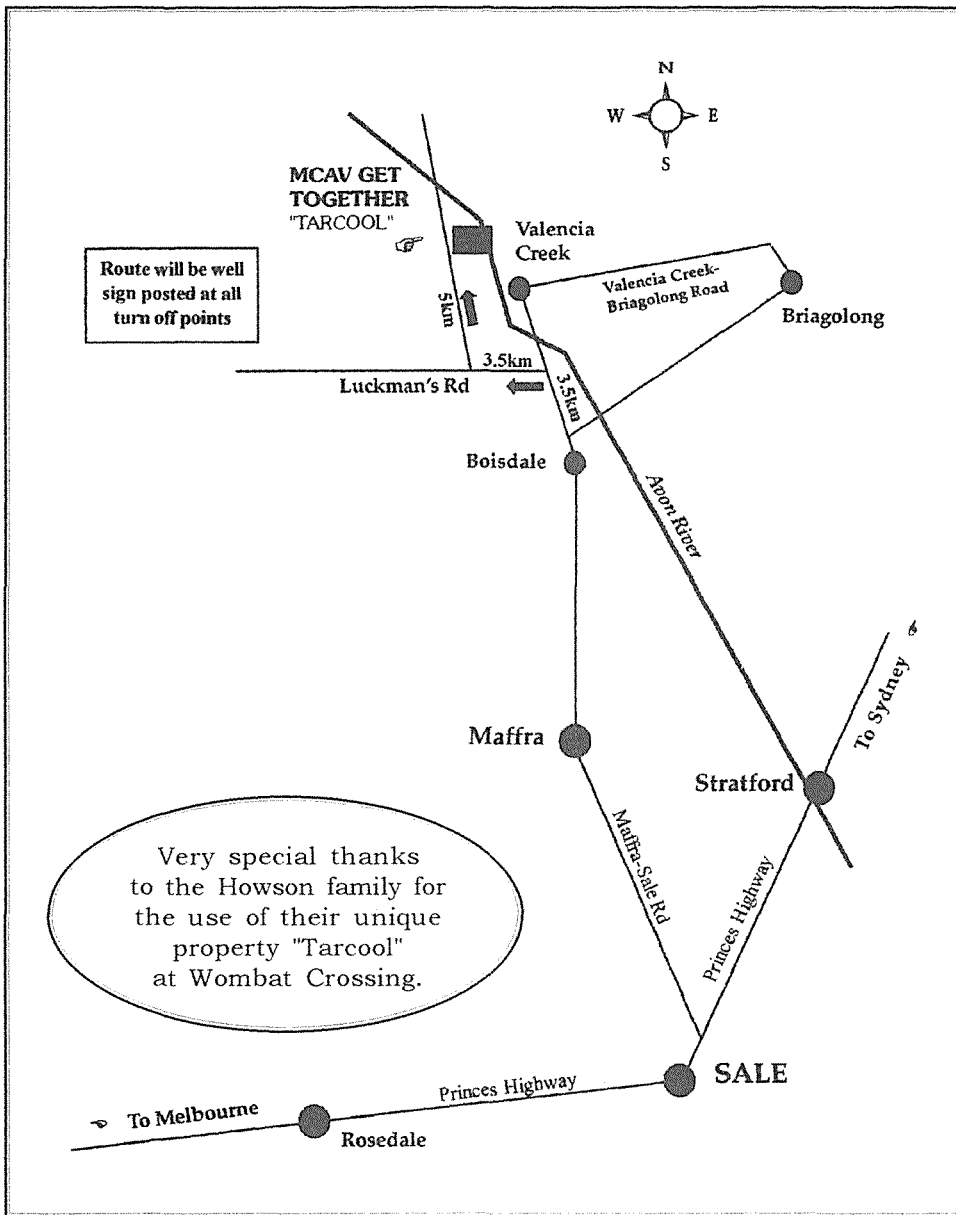 N
W
E
S
MCAV GET
TOGETHER
"TARCOOL"
Valencia
Creek
Route will be well
sign posted at all
turn off points
Valencia Creek-
Briagolong Road
Briagolong
5km
3.5km
Luckman's Rd
3.5km
Boisdale
Avon River
To Sydney
Maffra
Stratford
Maffra-Sale Rd
Princes Highway
Very special thanks
to the Howson family for
the use of their unique
property "Tarcool"
at Wombat Crossing.
SALE
Princes Highway
To Melbourne
Rosedale